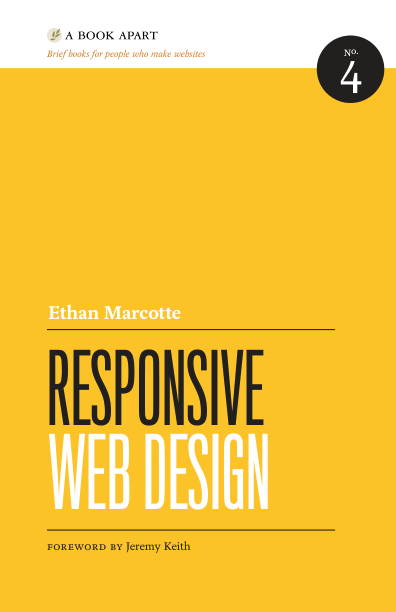 A BOOK APART
Brief books for people who make websites
No.
4
Ethan Marcotte
RESPONSIVE
WEB DESIGN
FOREWORD BY Jeremy Keith